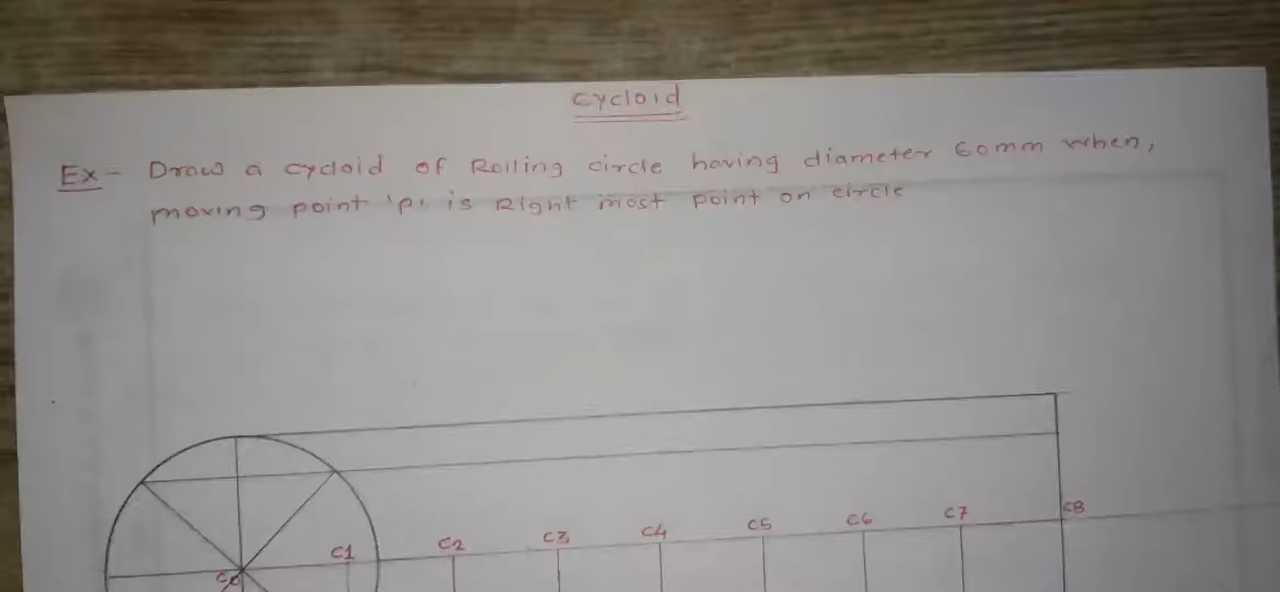 Cycloid
Ex - Draw a cycloid of Rolling circle having diameter 60mm when,
moving point 'p' is Right most point on circle
C8
C7
C6
C5
C4
C3
C2
C1
C0